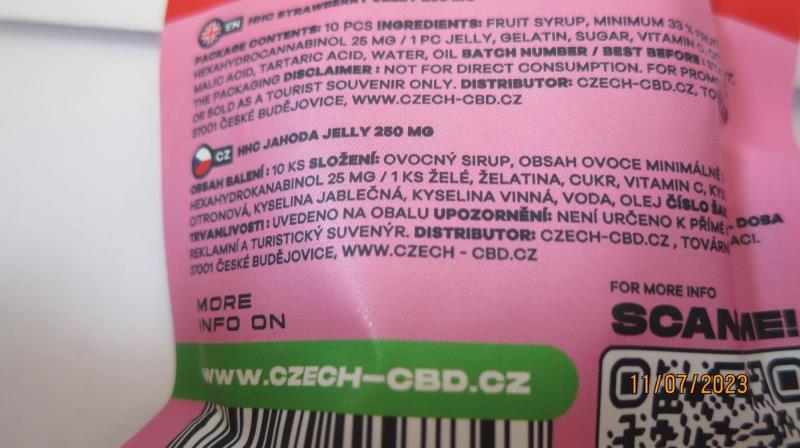 EN NHC STRAWBERRY JELLY 250 MG
PACKAGE CONTENTS: 10 PCS INGREDIENTS: FRUIT SYRUP, MINIMUM 33 % FRUIT
HEXAHYDROCANNABINOL 25 MG / 1 PC JELLY, GELATIN, SUGAR, VITAMIN C,
MALIC ACID, TARTARIC ACID, WATER, OIL BATCH NUMBER / BEST BEFORE :
THE PACKAGING DISCLAIMER : NOT FOR DIRECT CONSUMPTION. FOR
OR SOLD AS A TOURIST SOUVENIR ONLY. DISTRIBUTOR: CZECH-CBD.CZ,
37001 ČESKÉ BUDĚJOVICE, WWW.CZECH-CBD.CZ
CZ HHC JAHODA JELLY 250 MG
OBSAH BALENÍ : 10 KS SLOŽENÍ: OVOCNÝ SIRUP, OBSAH OVOCE MINIMÁLNĚ
HEXAHYDROKANABINOL 25 MG / 1 KS ŽELÉ, ŽELATINA, CUKR, VITAMIN C,
CITRONOVÁ, KYSELINA JABLEČNÁ, KYSELINA VINNÁ, VODA, OLEJ ČÍSLO - DOBA
TRVANLIVOSTI : UVEDENO NA OBALU UPOZORNĚNÍ: NENÍ URČENO K ACI.
REKLAMNÍ A TURISTICKÝ SUVENÝR. DISTRIBUTOR: CZECH-CBD.CZ ,
37001 ČESKÉ BUDĚJOVICE, WWW.CZECH - CBD.CZ
MORE
INFO ON
WWW.CZECH-CBD.CZ
FOR MORE INFO
SCAN ME!
11/07/2023